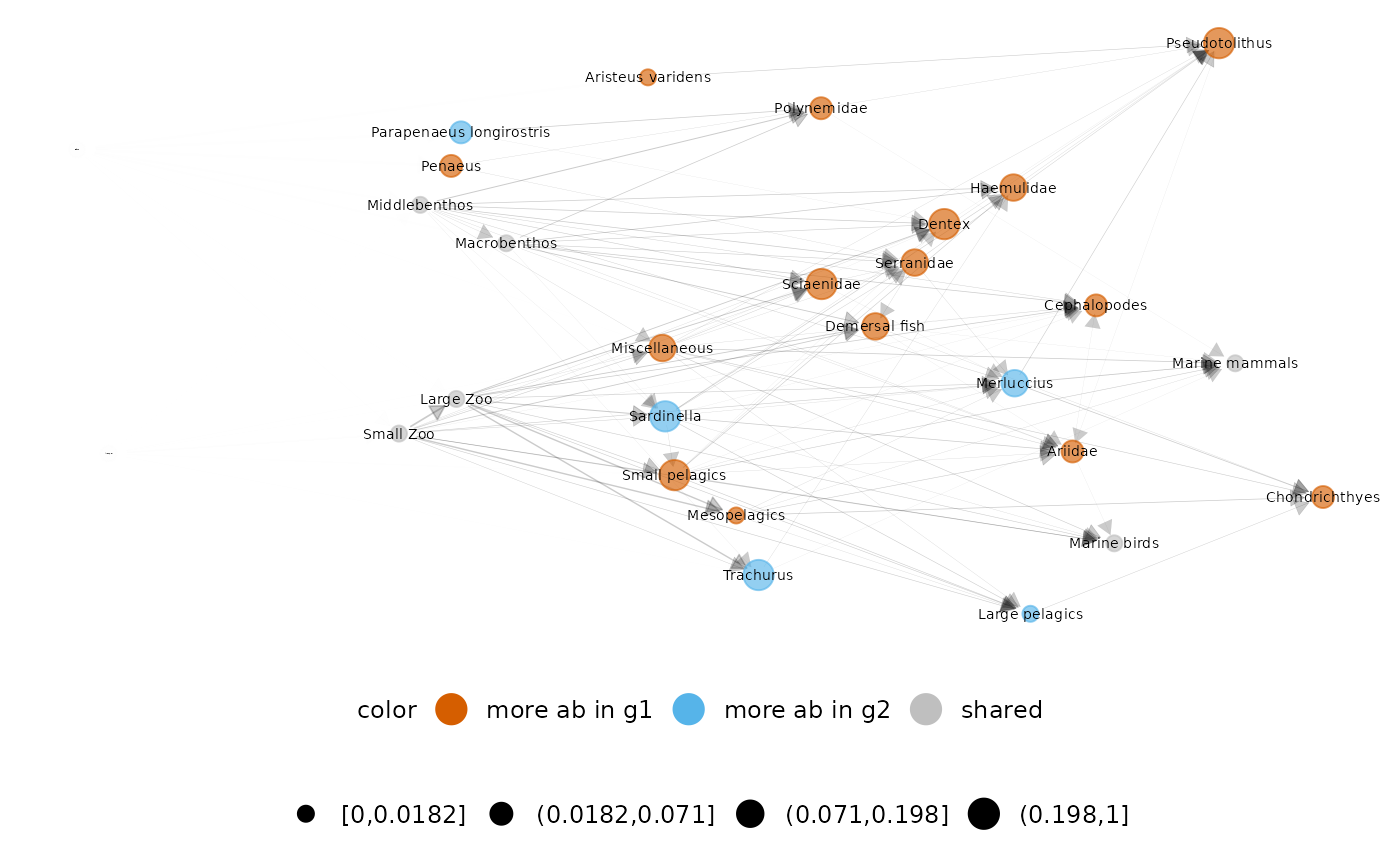 Pseudotolithus
Aristeus varidens
Polynemidae
Parapenaeus longirostris
Penaeus
Haemulidae
Middlebenthos
Dentex
Macrobenthos
Serranidae
Sciaenidae
Cephalopodes
Demersal fish
Miscellaneous
Marine mammals
Merluccius
Large Zoo
Sardinella
Small Zoo
Ariidae
Small pelagics
Chondrichthyes
Mesopelagics
Marine birds
Trachurus
Large pelagics
color more ab in g1 more ab in g2 shared
[0,0.0182] (0.0182,0.071] (0.071,0.198] (0.198,1]